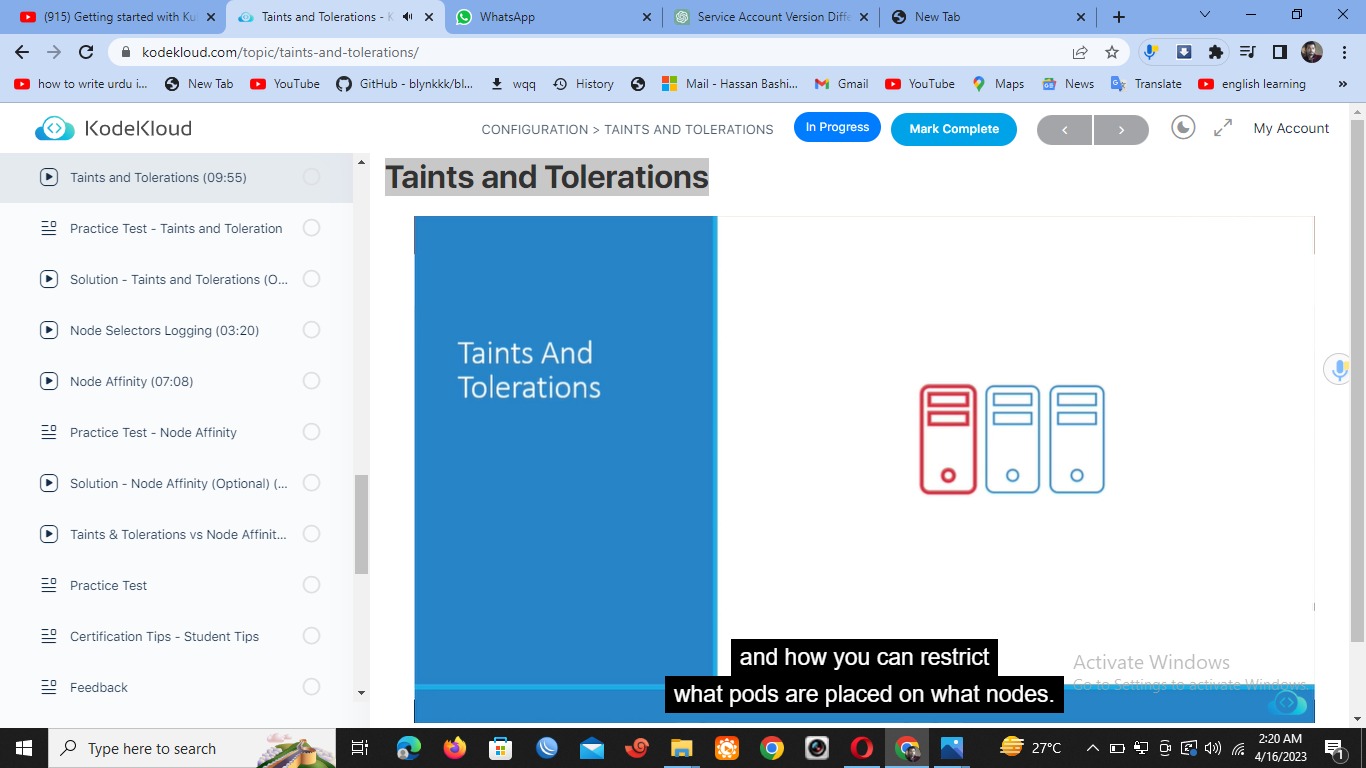 (915) Getting started with Ku
Taints and Tolerations - K
WhatsApp
Service Account Version Diffe
New Tab
kodekloud.com/topic/taints-and-tolerations/
how to write urdu i...
New Tab
YouTube
GitHub - blynkkk/bl...
wqq
History
Mail - Hassan Bashi...
Gmail
YouTube
Maps
News
Translate
english learning
»
KodeKloud
CONFIGURATION > TAINTS AND TOLERATIONS
In Progress
Mark Complete
<
>
My Account
Taints and Tolerations (09:55)
Practice Test - Taints and Toleration
Solution - Taints and Tolerations (O...
Node Selectors Logging (03:20)
Node Affinity (07:08)
Practice Test - Node Affinity
Solution - Node Affinity (Optional) (...
Taints & Tolerations vs Node Affinit...
Practice Test
Certification Tips - Student Tips
Feedback
Taints and Tolerations
Taints And
Tolerations
and how you can restrict
what pods are placed on what nodes.
Activate Windows
Go to Settings to activate Windows.
Type here to search
27°C
2:20 AM
4/16/2023
1